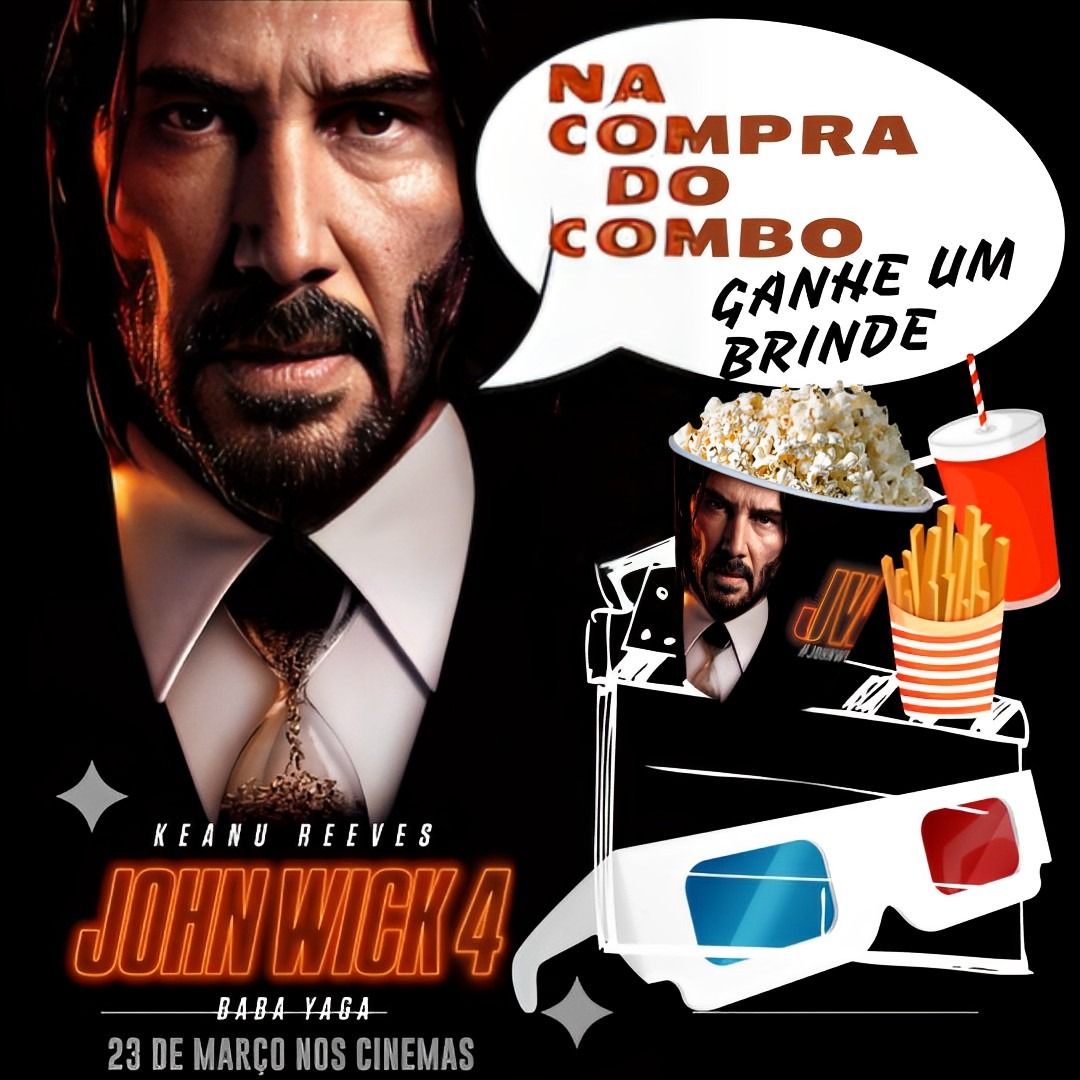 NA
COMPRA
DO
COMBO
GANHE UM
BRINDE
KEANU REEVES
JOHN WICK 4
BABA YAGA
23 DE MARÇO NOS CINEMAS